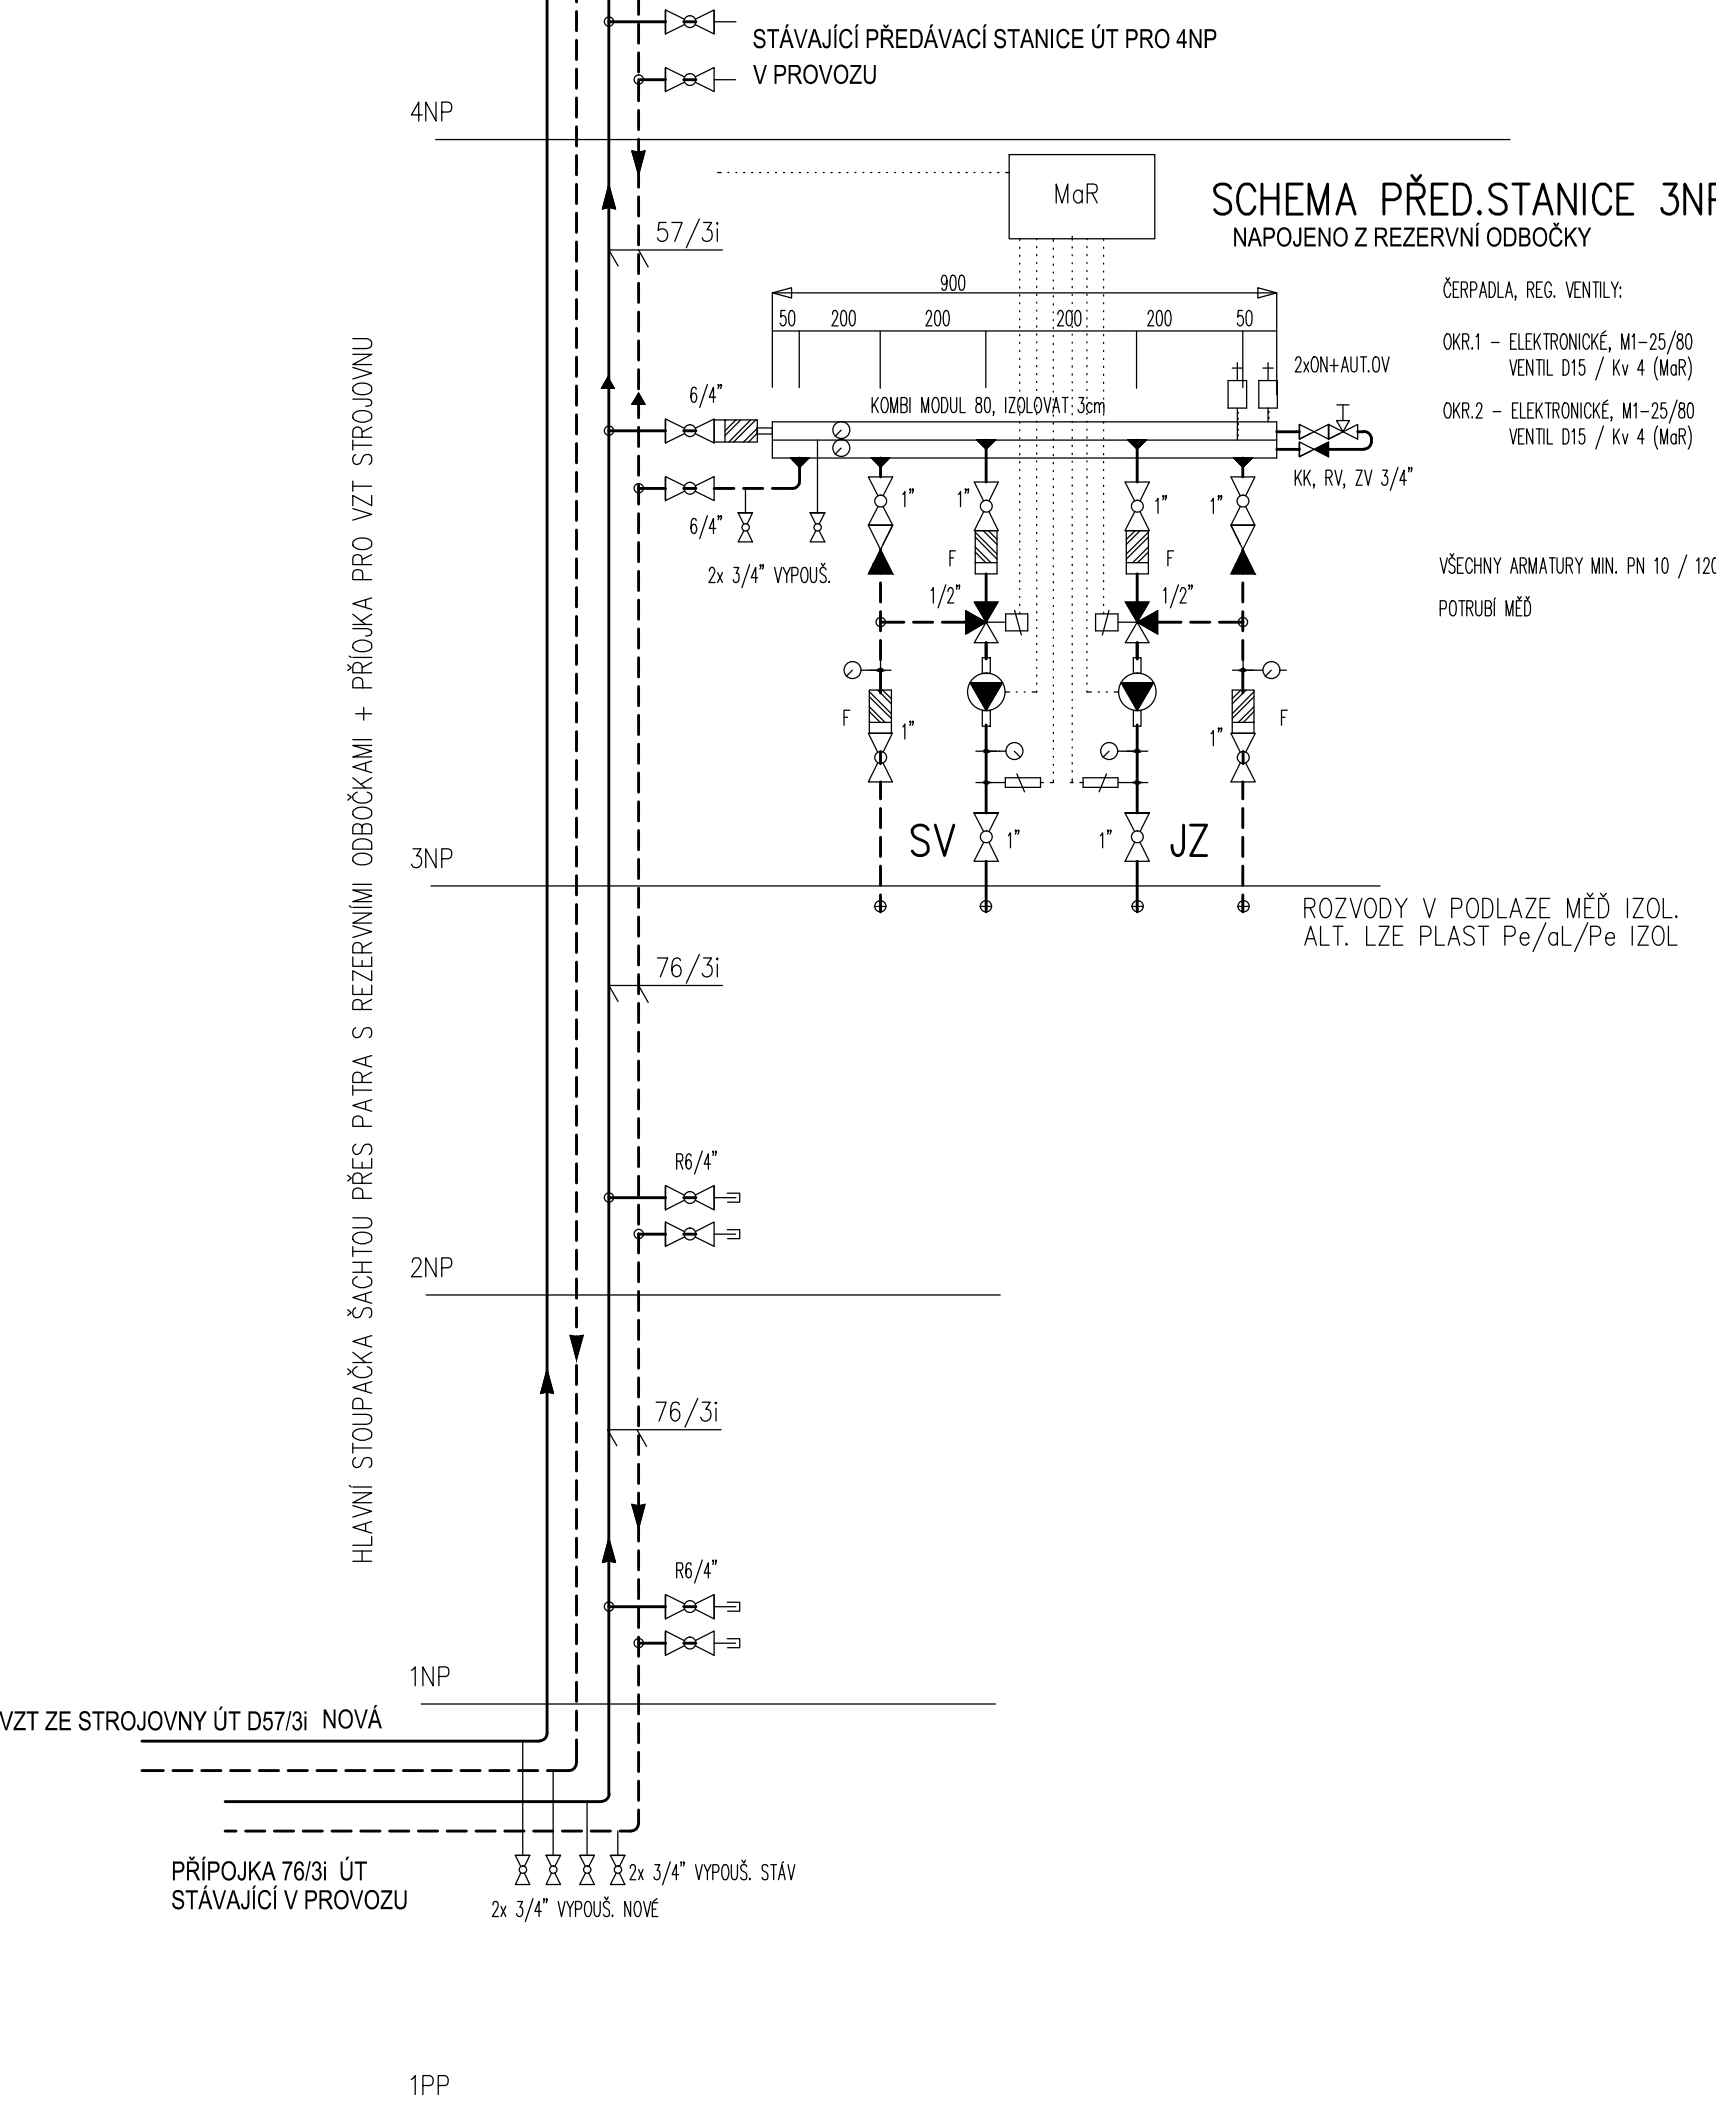 STÁVAJÍCÍ PŘEDÁVACÍ STANICE ÚT PRO 4NP
V PROVOZU
4NP
MaR
SCHEMA PŘED.STANICE 3NP
NAPOJENO Z REZERVNÍ ODBOČKY
57/3i
900
50 200 200 200 200 50
ČERPADLA, REG. VENTILY:
OKR.1 – ELEKTRONICKÉ, M1–25/80
VENTIL D15 / Kv 4 (MaR)
OKR.2 – ELEKTRONICKÉ, M1–25/80
VENTIL D15 / Kv 4 (MaR)
2xON+AUT.OV
6/4"
KOMBI MODUL 80, IZOLOVAT 3cm
KK, RV, ZV 3/4"
6/4"
1" 1" 1" 1"
2x 3/4" VYPOUŠ.
F F
1/2" 1/2"
VŠECHNY ARMATURY MIN. PN 10 / 120
POTRUBÍ MĚĎ
F 1" 1" F
SV 1" 1" JZ
3NP
ROZVODY V PODLAZE MĚĎ IZOL.
ALT. LZE PLAST Pe/aL/Pe IZOL
76/3i
HLAVNÍ STOUPAČKA ŠACHTOU PŘES PATRA S REZERVNÍMI ODBOČKAMI + PŘÍOJKA PRO VZT STROJOVNU
R6/4"
2NP
76/3i
R6/4"
1NP
VZT ZE STROJOVNY ÚT D57/3i NOVÁ
PŘÍPOJKA 76/3i ÚT
STÁVAJÍCÍ V PROVOZU
2x 3/4" VYPOUŠ. STÁV
2x 3/4" VYPOUŠ. NOVÉ
1PP